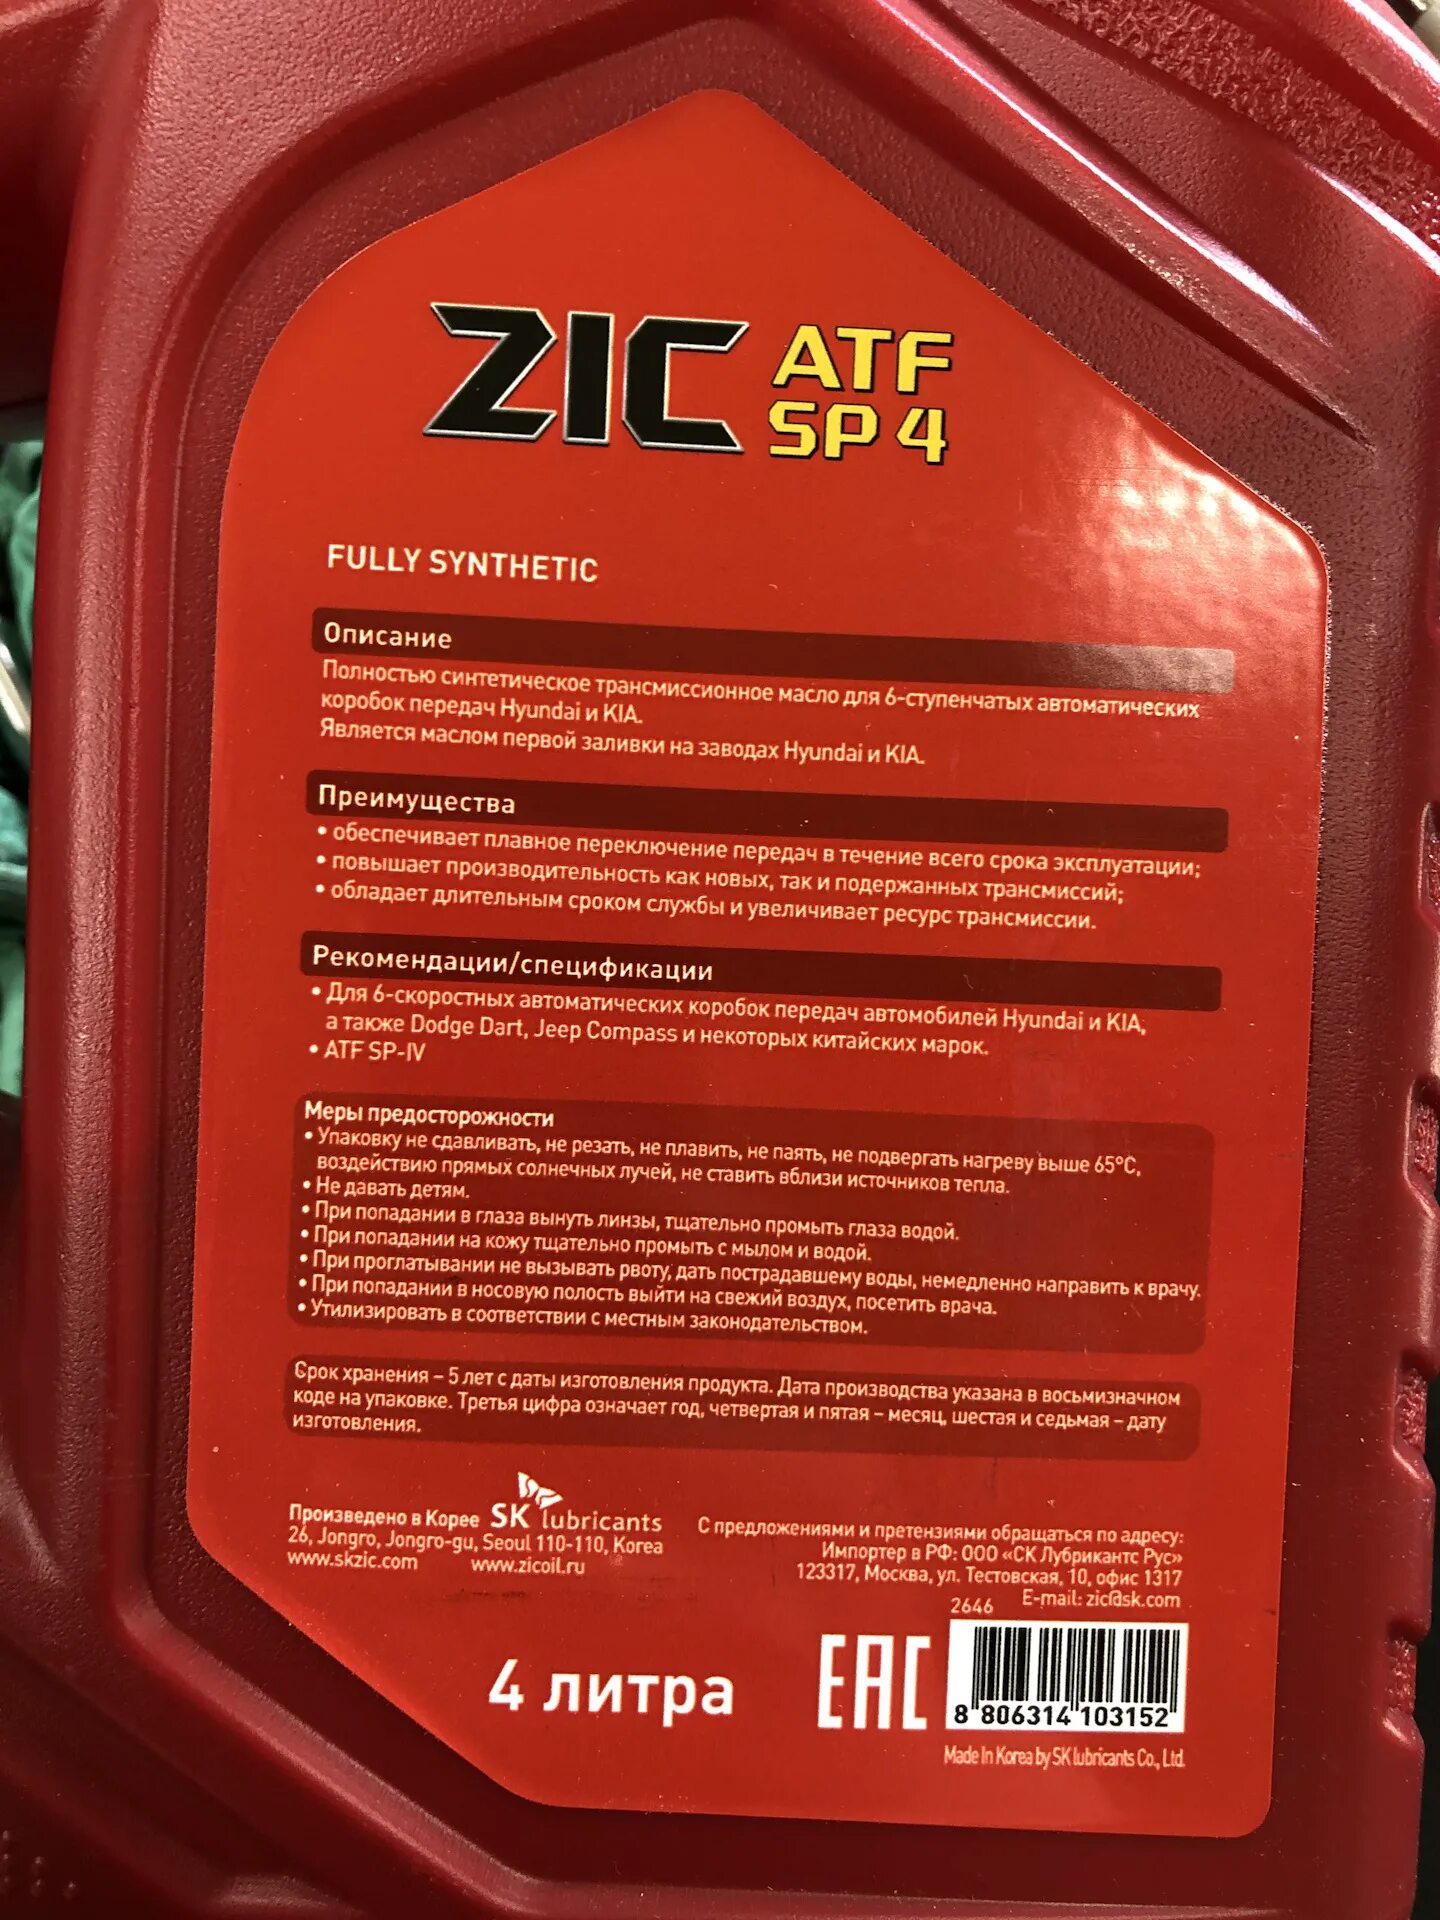 ZIC ATF
SP 4
FULLY SYNTHETIC
Описание
Полностью синтетическое трансмиссионное масло для 6-ступенчатых автоматических
коробок передач Hyundai и KIA.
Является маслом первой заливки на заводах Hyundai и KIA.
Преимущества
• обеспечивает плавное переключение передач в течение всего срока эксплуатации;
• повышает производительность как новых, так и подержанных трансмиссий;
• обладает длительным сроком службы и увеличивает ресурс трансмиссии.
Рекомендации/спецификации
• Для 6-скоростных автоматических коробок передач автомобилей Hyundai и KIA,
а также Dodge Dart, Jeep Compass и некоторых китайских марок.
• ATF SP-IV
Меры предосторожности
• Упаковку не сдавливать, не резать, не плавить, не паять, не подвергать нагреву выше 65°C,
воздействию прямых солнечных лучей, не ставить вблизи источников тепла.
• Не давать детям.
• При попадании в глаза вынуть линзы, тщательно промыть глаза водой.
• При попадании на кожу тщательно промыть с мылом и водой.
• При проглатывании не вызывать рвоту, дать пострадавшему воды, немедленно направить к врачу.
• При попадании в носовую полость выйти на свежий воздух, посетить врача.
• Утилизировать в соответствии с местным законодательством.
Срок хранения – 5 лет с даты изготовления продукта. Дата производства указана в восьмизначном
коде на упаковке. Третья цифра означает год, четвертая и пятая – месяц, шестая и седьмая – дату
изготовления.
Произведено в Корее SK lubricants
26, Jongro, Jongro-gu, Seoul 110-110, Korea
www.skzic.com www.zicoil.ru
С предложениями и претензиями обращаться по адресу:
Импортер в РФ: ООО «СК Лубрикантс Рус»
123317, Москва, ул. Тестовская, 10, офис 1317
E-mail: zic@sk.com
2646
4 литра
EAC
8 806314 103152
Made In Korea by SK lubricants Co., Ltd.